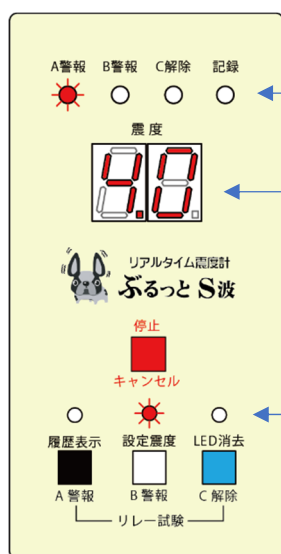 A警報 B警報 C解除 記録
震度
4.0.
リアルタイム震度計
ぶるっとS波
停止
キャンセル
履歴表示 設定震度 LED消去
A 警報 B 警報 C 解除
リレー試験